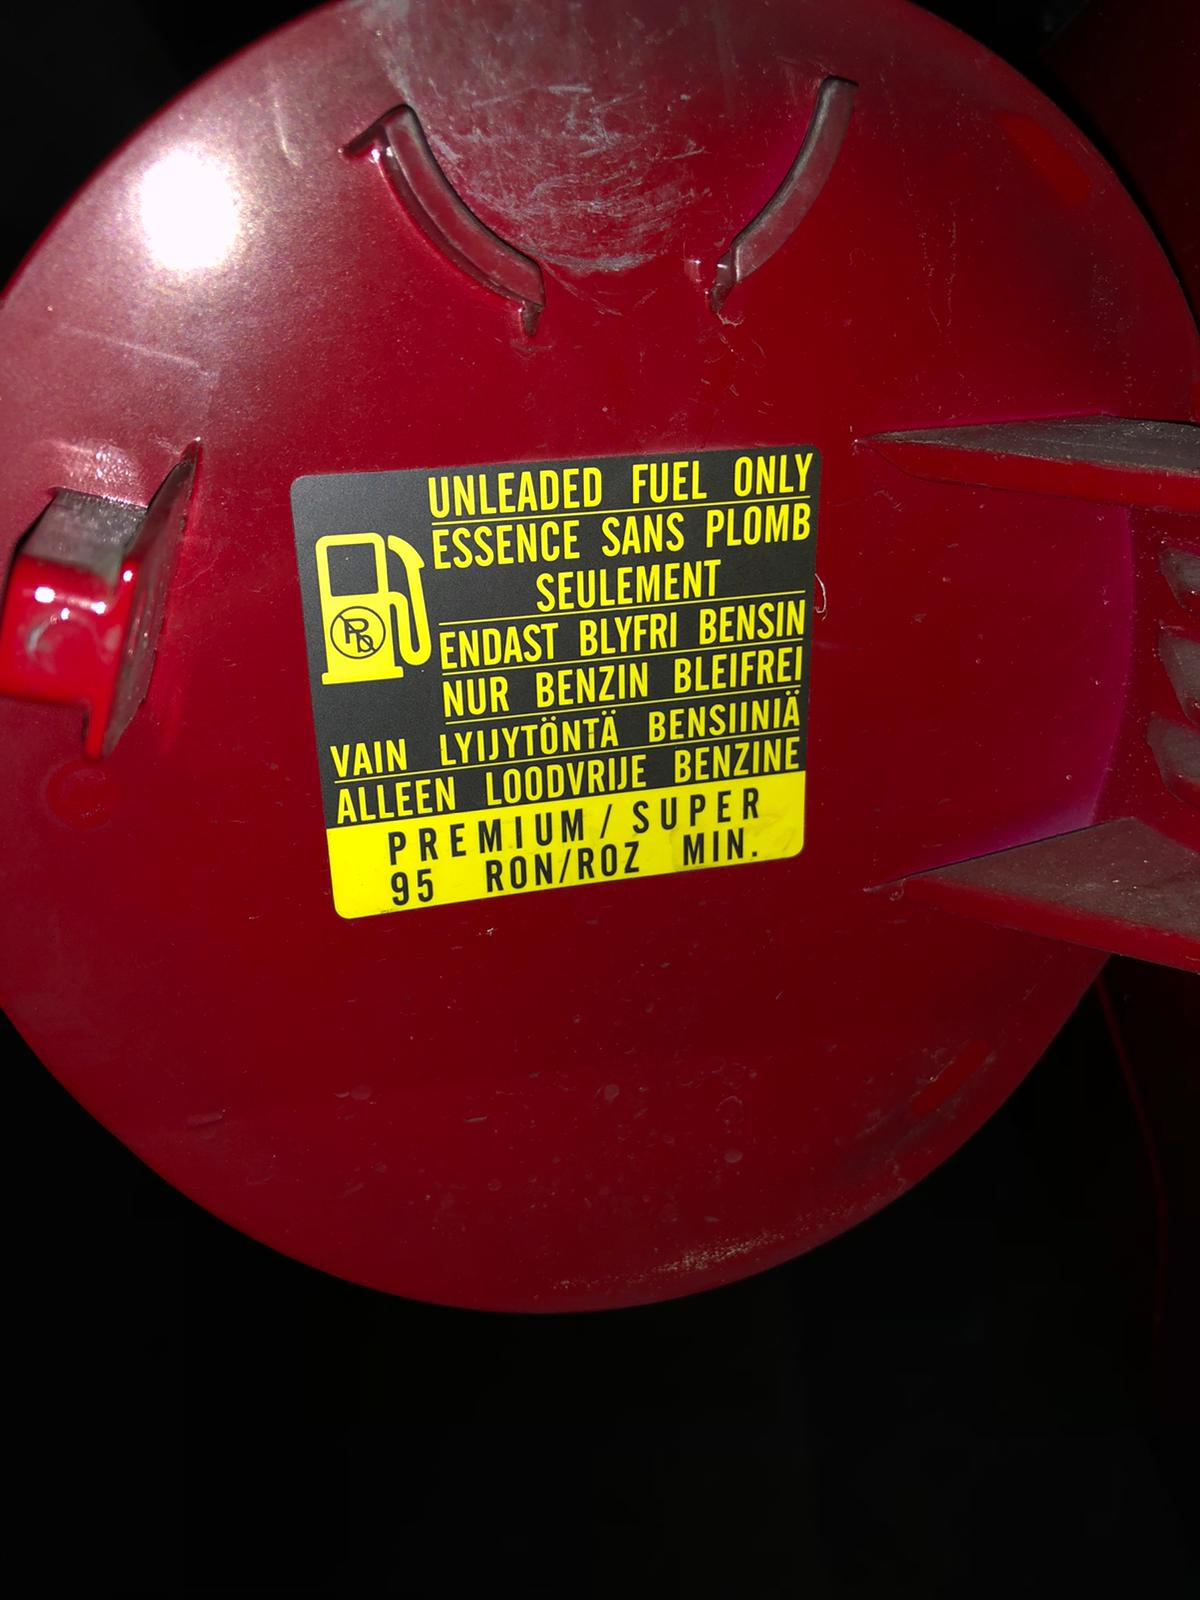 UNLEADED FUEL ONLY
ESSENCE SANS PLOMB
SEULEMENT
Pb
ENDAST BLYFRI BENSIN
NUR BENZIN BLEIFREI
VAIN LYIJYTÖNTÄ BENSIINIÄ
ALLEEN LOODVRIJE BENZINE
PREMIUM/SUPER
95 RON/ROZ MIN.